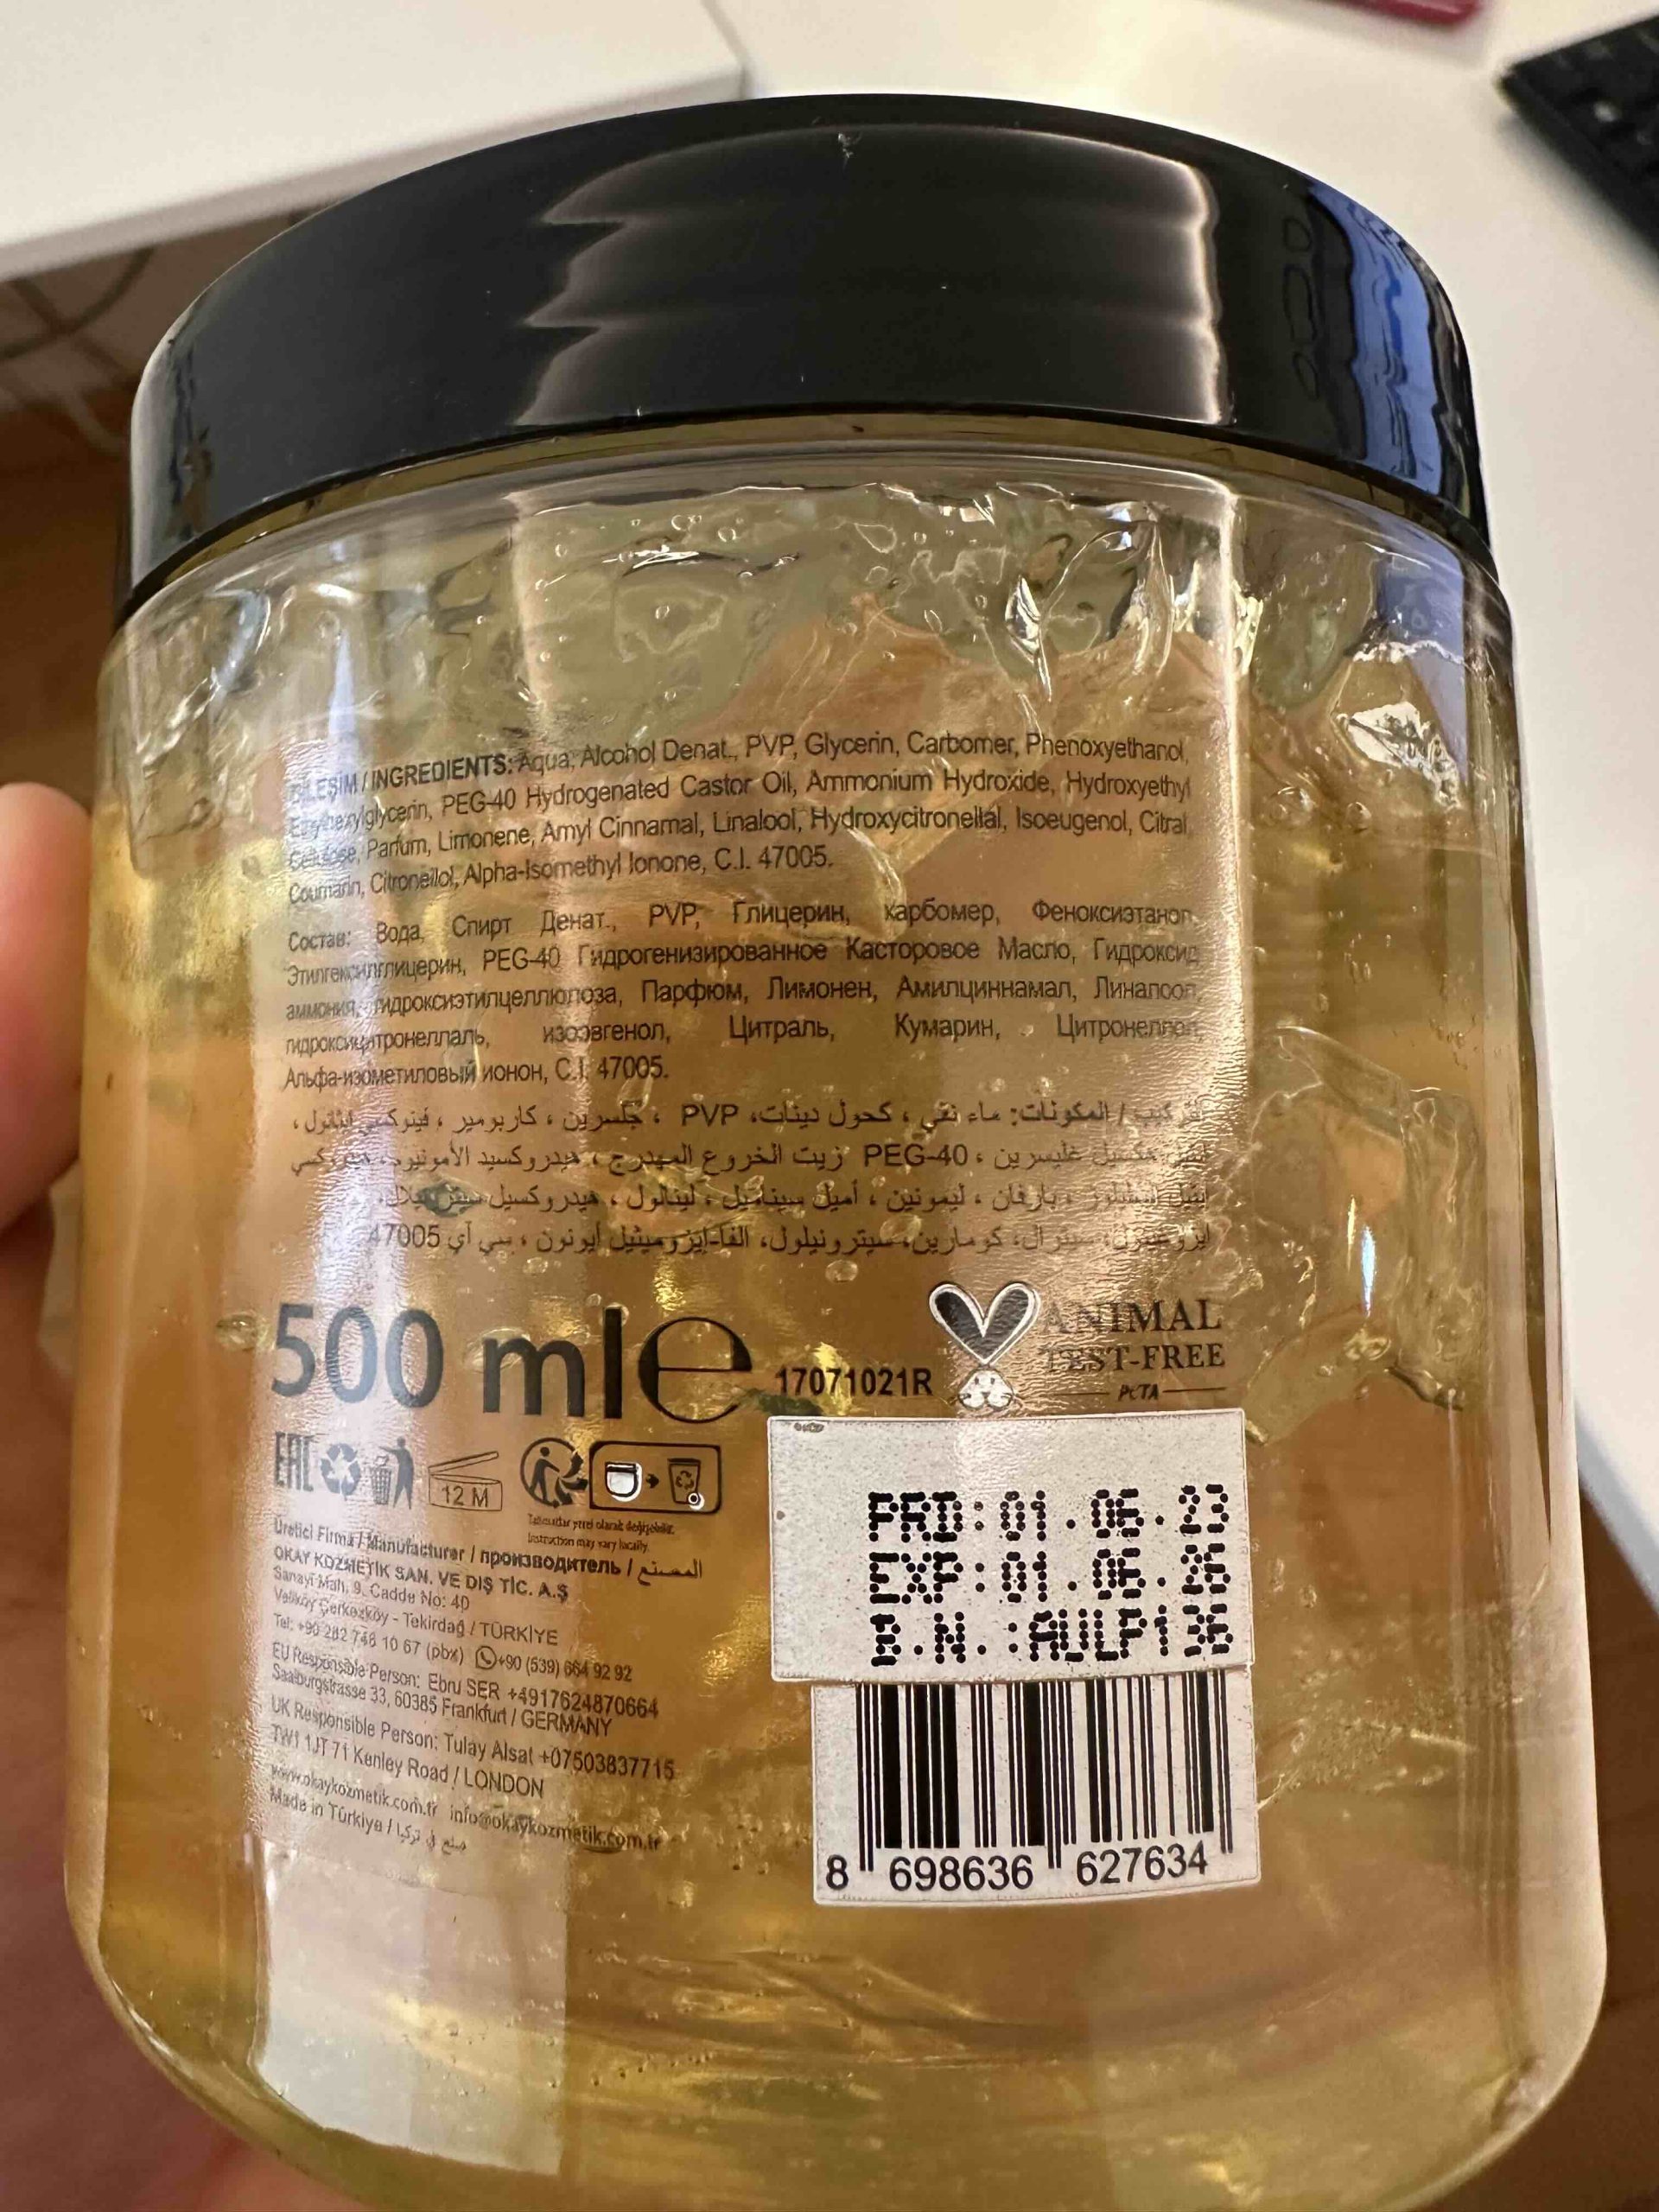 BİLEŞİM / INGREDIENTS: Aqua, Alcohol Denat., PVP, Glycerin, Carbomer, Phenoxyethanol,
Ethylhexylglycerin, PEG-40 Hydrogenated Castor Oil, Ammonium Hydroxide, Hydroxyethyl
Cellulose, Parfum, Limonene, Amyl Cinnamal, Linalool, Hydroxycitronellal, Isoeugenol, Citral,
Coumarin, Citronellol, Alpha-Isomethyl Ionone, C.I. 47005.
Состав: Вода, Спирт Денат., PVP, Глицерин, карбомер, Феноксиэтанол,
Этилгексилглицерин, PEG-40 Гидрогенизированное Касторовое Масло, Гидроксид
аммония, гидроксиэтилцеллюлоза, Парфюм, Лимонен, Амилциннамал, Линалоол,
гидроксицитронеллаль, изоэвгенол, Цитраль, Кумарин, Цитронеллол,
Альфа-изометиловый ионон, C.I. 47005.
تركيب / المكونات: ماء نقي ، كحول دينات، PVP ، جلسرين ، كاربومير ، فينوكسي ايثانول ،
غليسرين ، PEG-40 زيت الخروع المهدرج ، هيدروكسيد الأمونيوم، هيدروكسي
إيثيل ، بارفان ، ليمونين ، أميل سيناميل ، لينالول ، هيدروكسيل
سيترال، كومارين، سيترونيلول، الفا-ايزوميثيل أيونون ، سي آي 47005
500 ml e
17071021R
ANIMAL
TEST-FREE
PETA
EAC
12 M
Talimatlar yerel olarak değişebilir.
Instruction may vary locally.
Üretici Firma / Manufacturer / производитель / المصنع
OKAY KOZMETİK SAN. VE DIŞ TİC. A.Ş
Sanayi Mah. 9. Cadde No: 4D
Veliköy Çerkezköy - Tekirdağ / TÜRKİYE
Tel: +90 282 746 10 67 (pbx) +90 (539) 664 92 92
EU Responsible Person: Ebru SER +4917624870664
Saalburgstrasse 33, 60385 Frankfurt / GERMANY
UK Responsible Person: Tulay Alsat +07503837715
TW1 1JT 71 Kenley Road / LONDON
www.okaykozmetik.com.tr info@okaykozmetik.com.tr
Made in Türkiye / صنع في تركيا
PRD:01.06.23
EXP:01.06.26
B.N.:AULP136
8 698636 627634